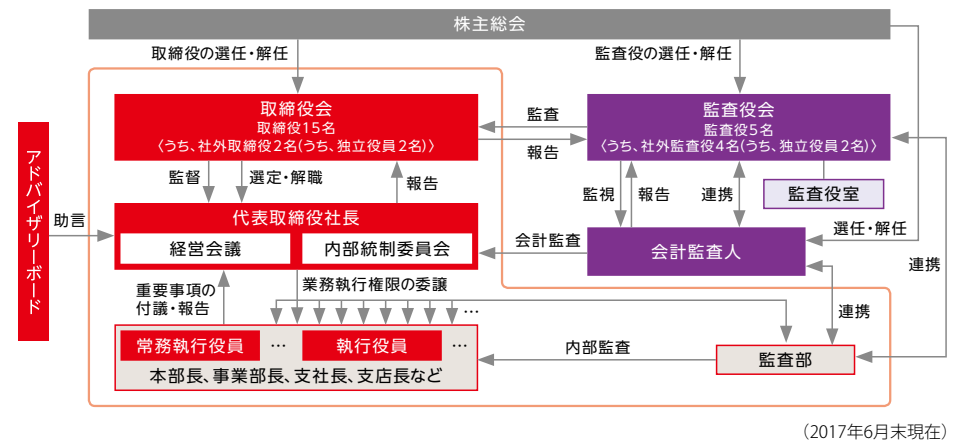 株主総会
取締役の選任・解任
監査役の選任・解任
取締役会
取締役15名
〈うち、社外取締役2名(うち、独立役員2名)〉
監査
報告
監査役会
監査役5名
〈うち、社外監査役4名(うち、独立役員2名)〉
監督
選定・解職
報告
監視
報告
連携
監査役室
アドバイザリーボード
助言
代表取締役社長
経営会議
内部統制委員会
会計監査
会計監査人
選任・解任
連携
重要事項の
付議・報告
業務執行権限の委譲
…
連携
常務執行役員
…
執行役員
…
本部長、事業部長、支社長、支店長など
内部監査
監査部
（2017年6月末現在）